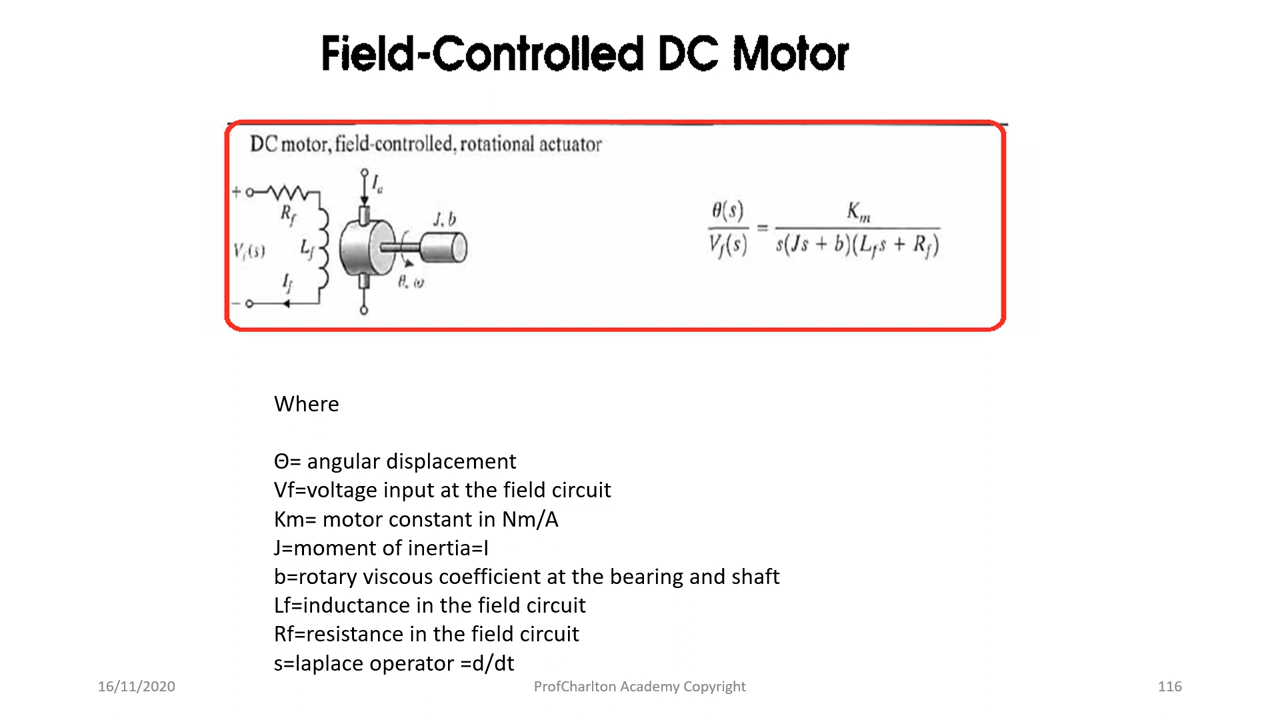 Field-Controlled DC Motor
DC motor, field-controlled, rotational actuator
+
R_f
V_f(s)
L_f
I_f
−
I_a
J, b
θ, ω
θ(s)
V_f(s)
=
K_m
s(Js + b)(L_f s + R_f)
Where
Θ= angular displacement
Vf=voltage input at the field circuit
Km= motor constant in Nm/A
J=moment of inertia=I
b=rotary viscous coefficient at the bearing and shaft
Lf=inductance in the field circuit
Rf=resistance in the field circuit
s=laplace operator =d/dt
16/11/2020
ProfCharlton Academy Copyright
116